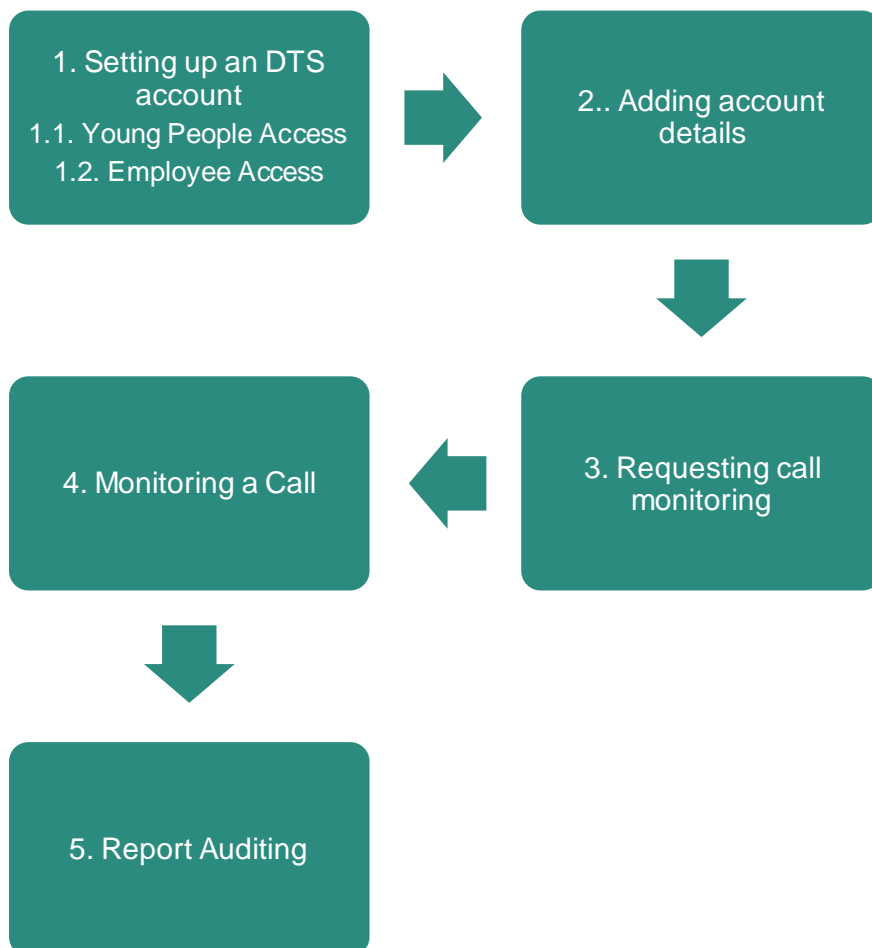 1. Setting up an DTS
account
1.1. Young People Access
1.2. Employee Access
2.. Adding account
details
3. Requesting call
monitoring
4. Monitoring a Call
5. Report Auditing